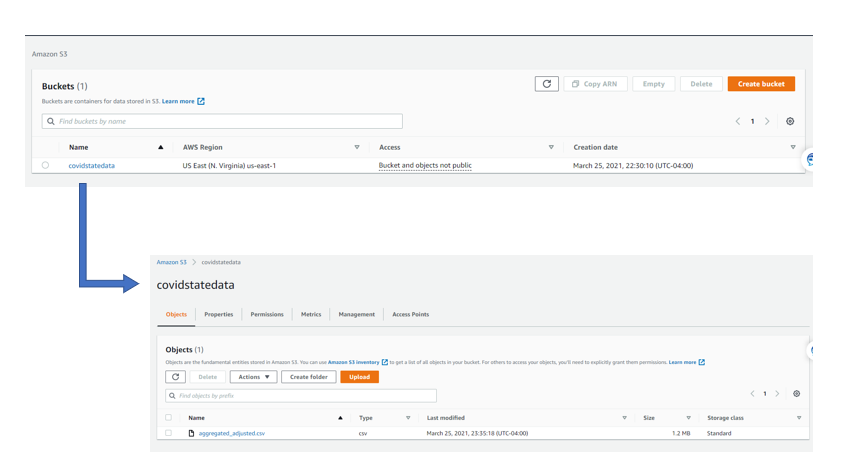 Amazon S3
Buckets (1)
Copy ARN Empty Delete Create bucket
Buckets are containers for data stored in S3. Learn more
Find buckets by name
1
Name AWS Region Access Creation date
covidstatedata US East (N. Virginia) us-east-1 Bucket and objects not public March 25, 2021, 22:30:10 (UTC-04:00)
Amazon S3 > covidstatedata
covidstatedata
Objects Properties Permissions Metrics Management Access Points
Objects (1)
Objects are the fundamental entities stored in Amazon S3. You can use Amazon S3 inventory to get a list of all objects in your bucket. For others to access your objects, you'll need to explicitly grant them permissions. Learn more
Delete Actions Create folder Upload
Find objects by prefix
1
Name Type Last modified Size Storage class
aggregated_adjusted.csv csv March 25, 2021, 23:35:18 (UTC-04:00) 1.2 MB Standard